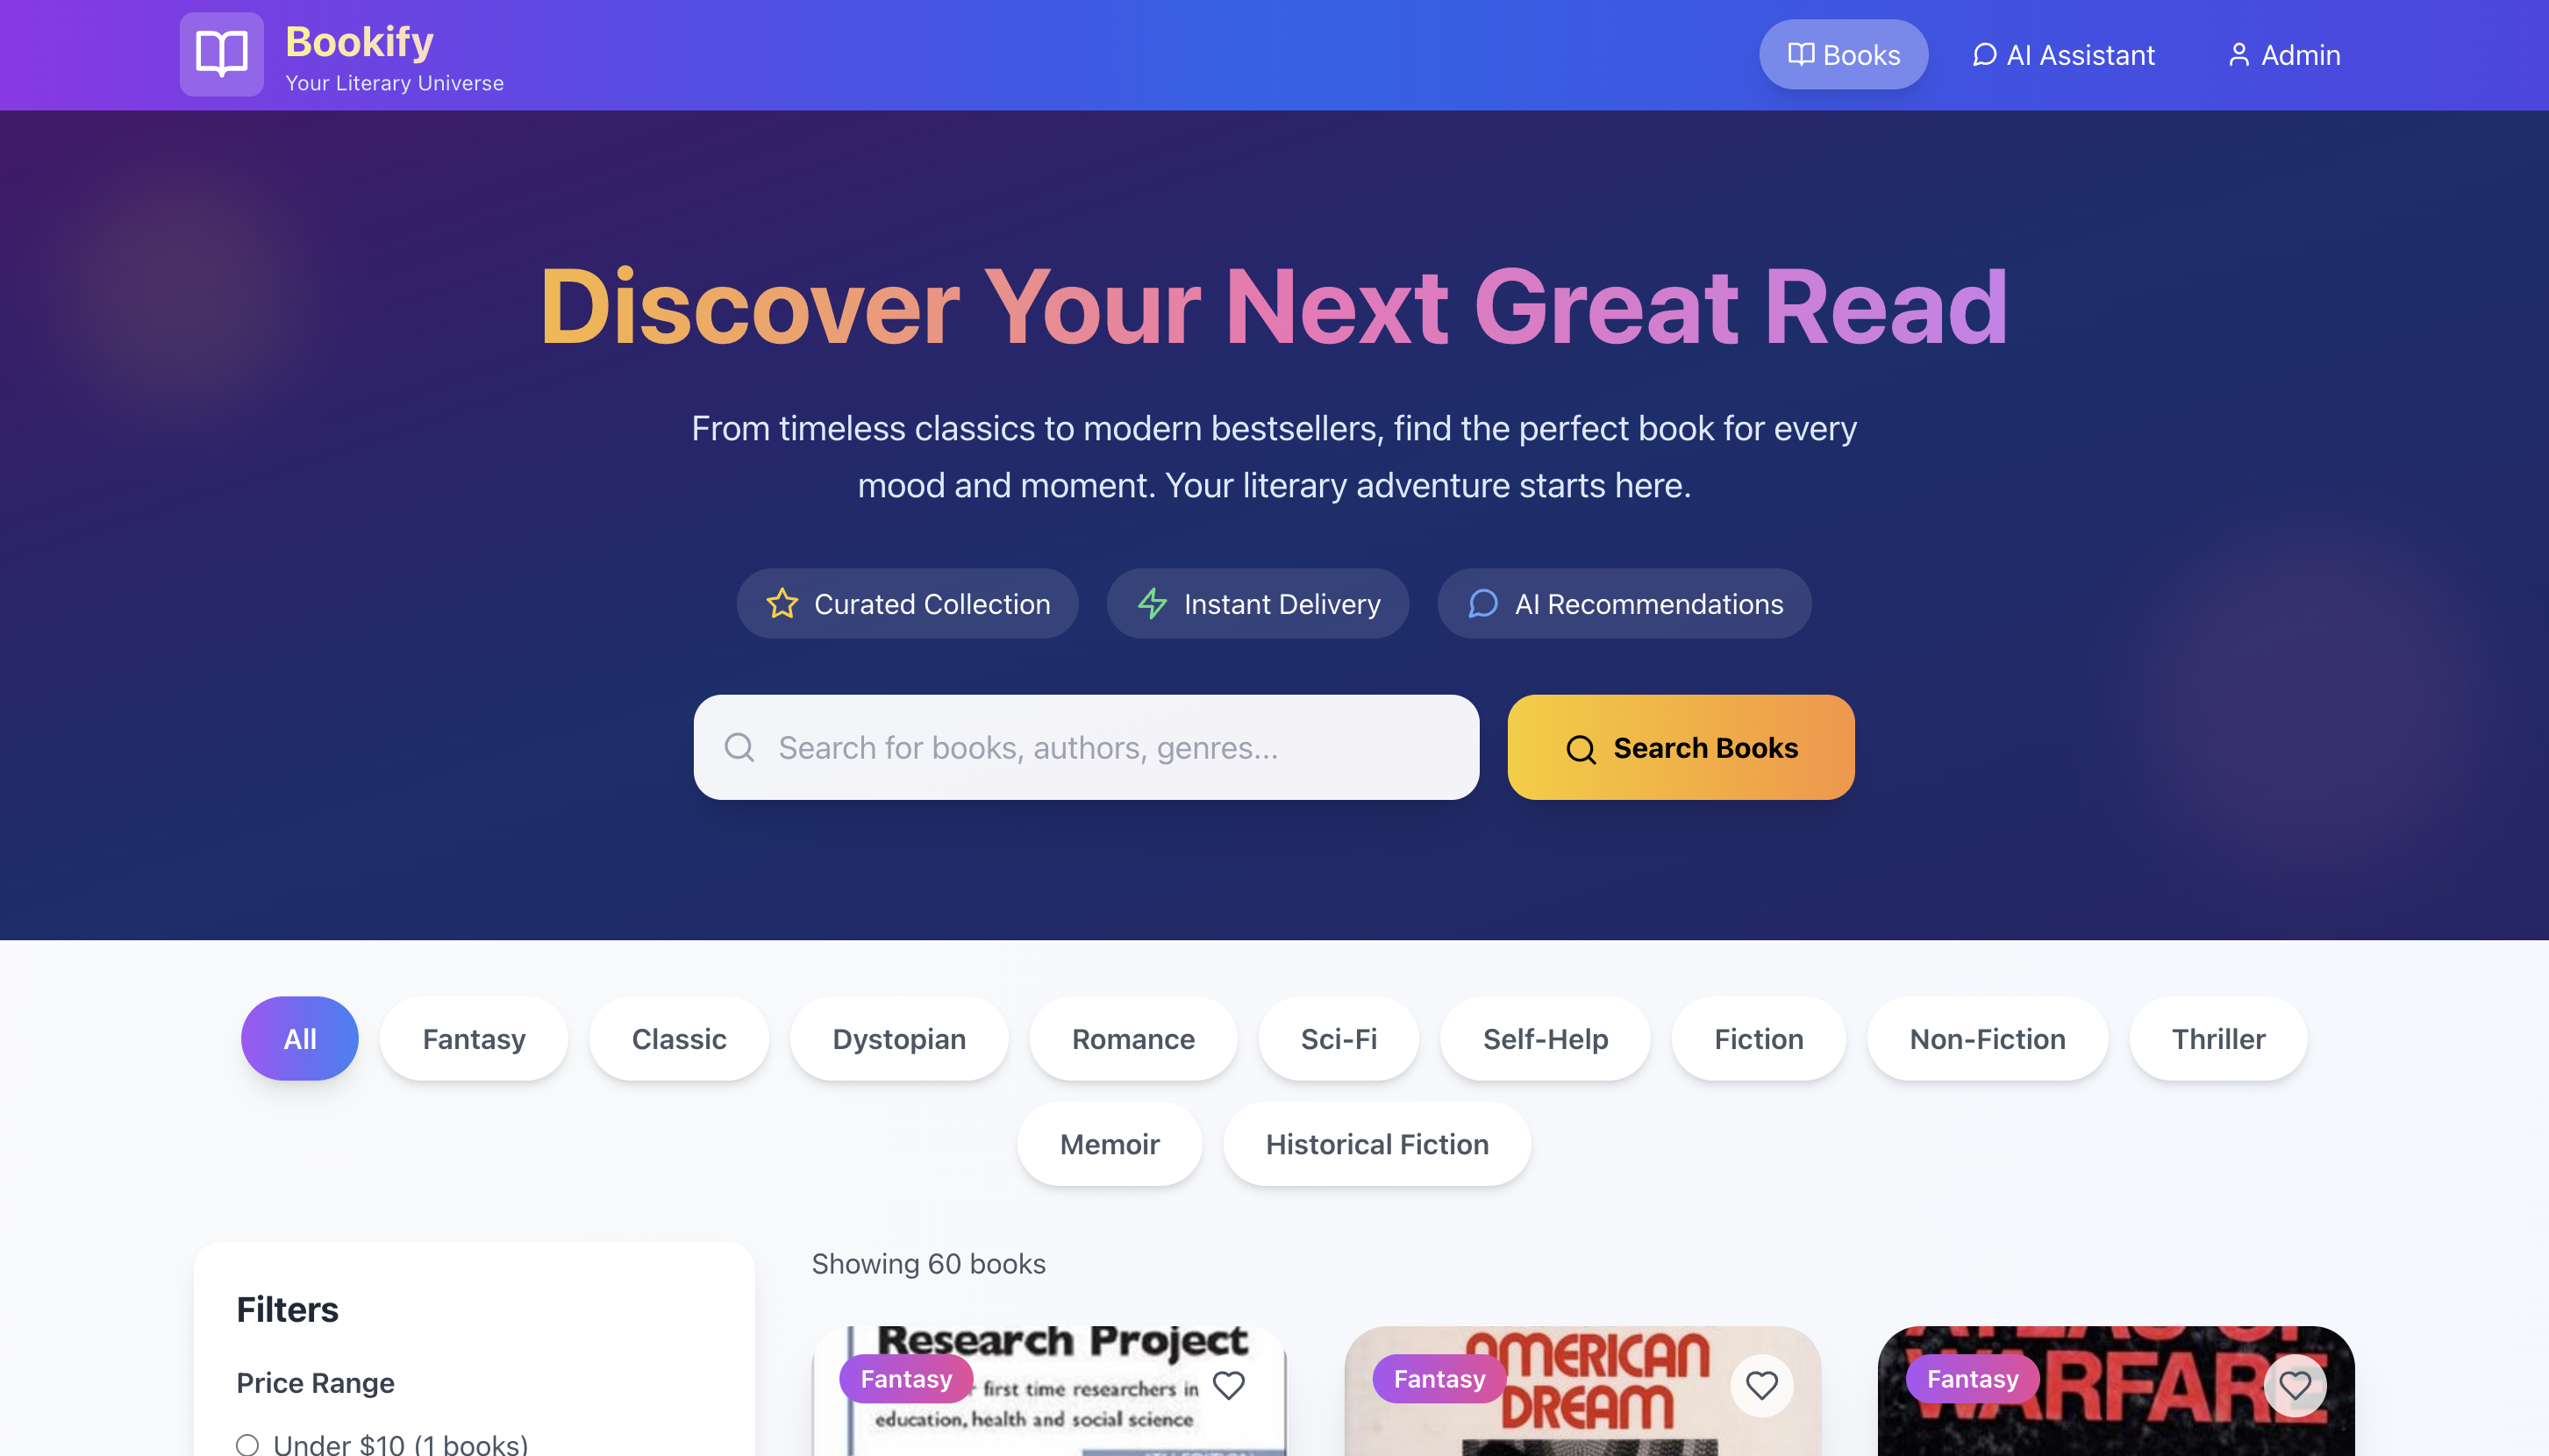 Bookify
Your Literary Universe
Books
AI Assistant
Admin
Discover Your Next Great Read
From timeless classics to modern bestsellers, find the perfect book for every
mood and moment. Your literary adventure starts here.
Curated Collection
Instant Delivery
AI Recommendations
Search for books, authors, genres...
Search Books
All
Fantasy
Classic
Dystopian
Romance
Sci-Fi
Self-Help
Fiction
Non-Fiction
Thriller
Memoir
Historical Fiction
Filters
Price Range
Under $10 (1 books)
Showing 60 books
Research Project
Fantasy
first time researchers in
education, health and social science
AMERICAN
Fantasy
DREAM
Fantasy
WARFARE